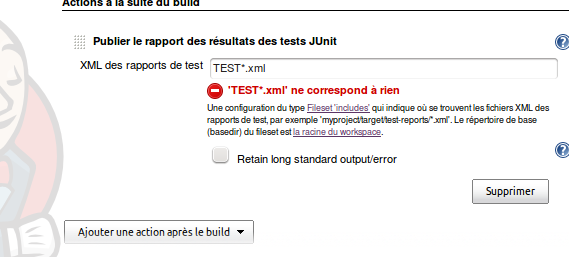 Actions à la suite du build
Publier le rapport des résultats des tests JUnit
XML des rapports de test
TEST*.xml
'TEST*.xml' ne correspond à rien
Une configuration du type Fileset 'includes' qui indique où se trouvent les fichiers XML des
rapports de test, par exemple 'myproject/target/test-reports/*.xml'. Le répertoire de base
(basedir) du fileset est la racine du workspace.
Retain long standard output/error
Supprimer
Ajouter une action après le build